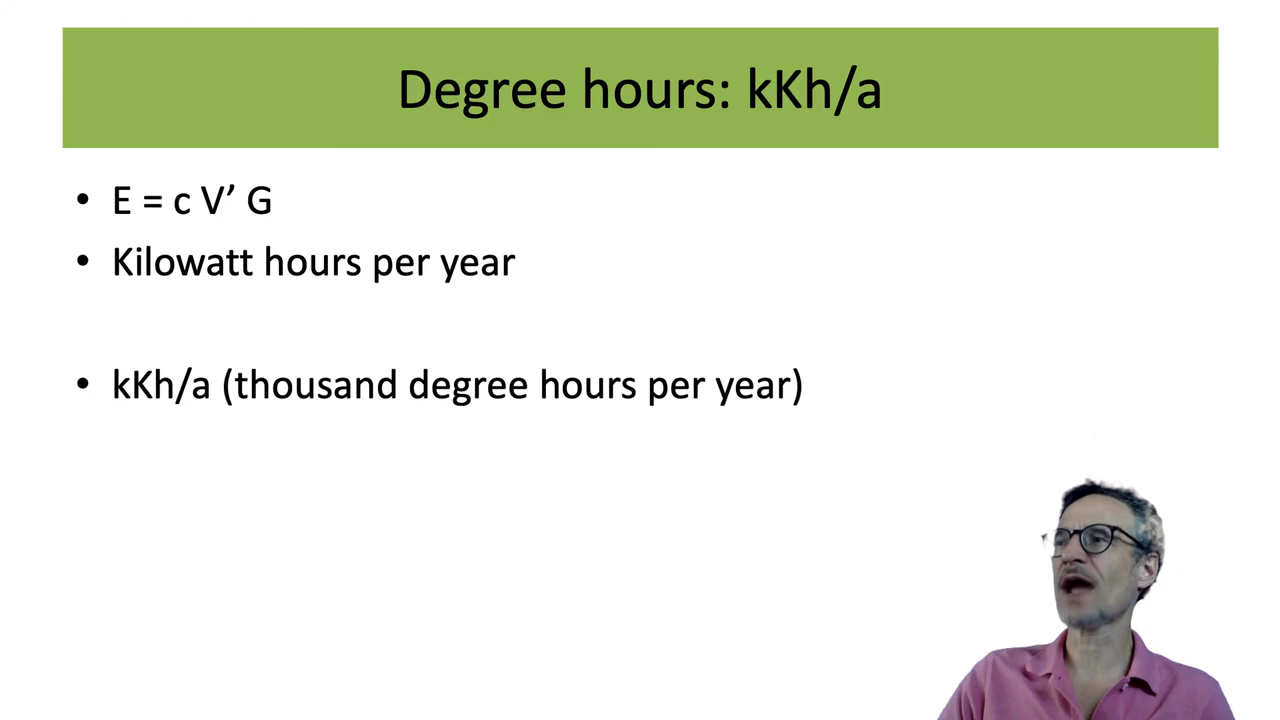 Degree hours: kKh/a
• E = c V’ G
• Kilowatt hours per year
• kKh/a (thousand degree hours per year)